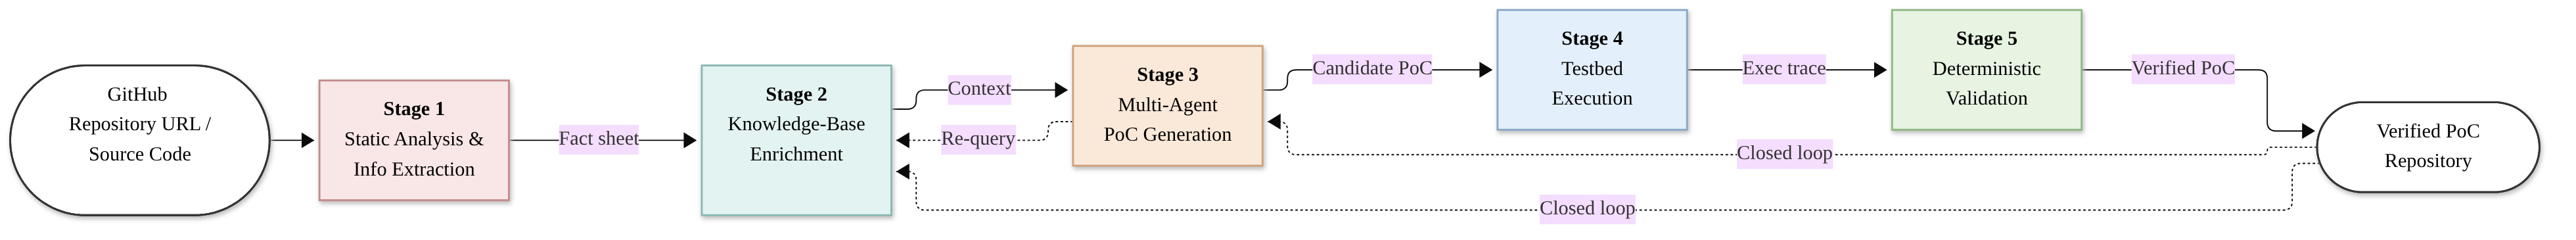 GitHub
Repository URL /
Source Code
Stage 1
Static Analysis &
Info Extraction
Fact sheet
Stage 2
Knowledge-Base
Enrichment
Context
Re-query
Stage 3
Multi-Agent
PoC Generation
Candidate PoC
Stage 4
Testbed
Execution
Exec trace
Stage 5
Deterministic
Validation
Verified PoC
Closed loop
Closed loop
Verified PoC
Repository